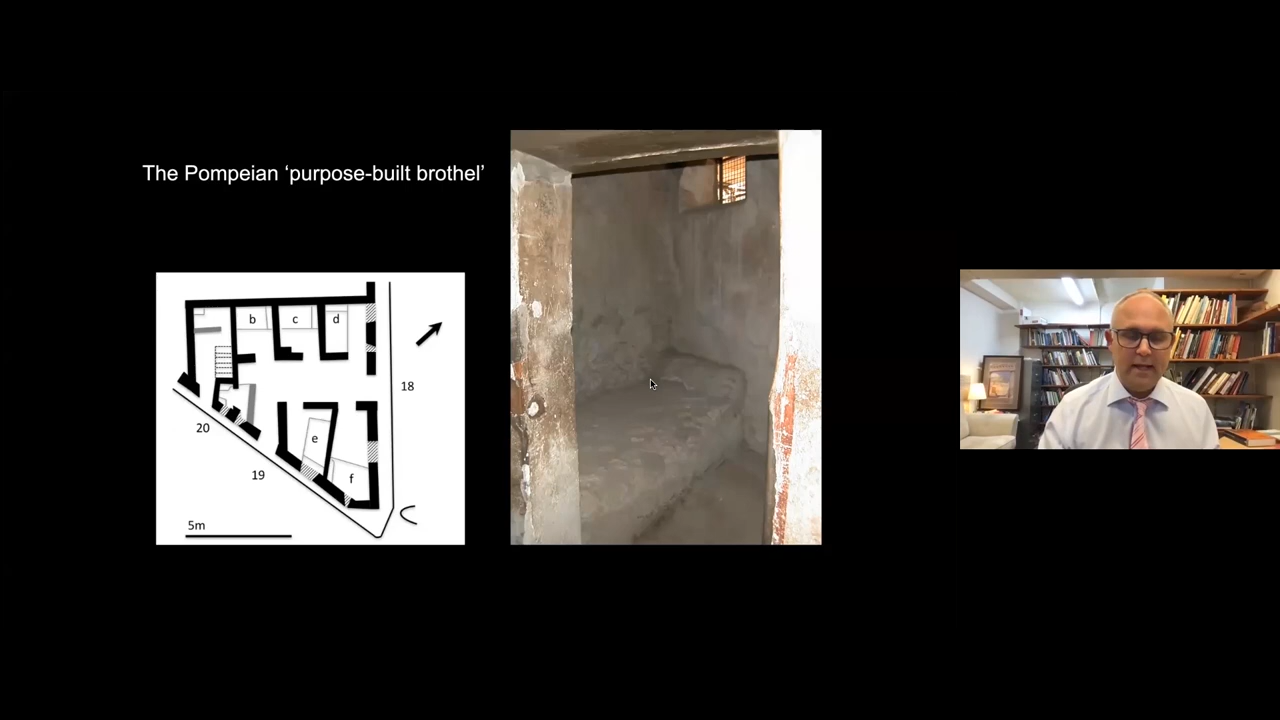 The Pompeian ‘purpose-built brothel’
b
c
d
18
20
e
19
f
5m